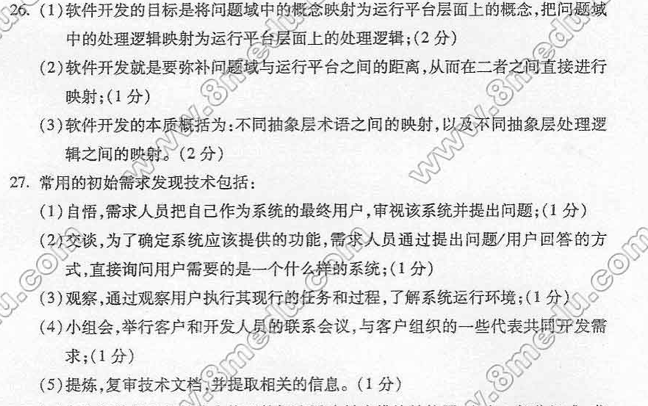 26. (1)软件开发的目标是将问题域中的概念映射为运行平台层面上的概念,把问题域
中的处理逻辑映射为运行平台层面上的处理逻辑;(2分)
(2)软件开发就是要弥补问题域与运行平台之间的距离,从而在二者之间直接进行
映射;(1分)
(3)软件开发的本质概括为:不同抽象层术语之间的映射,以及不同抽象层处理逻
辑之间的映射。(2分)
27. 常用的初始需求发现技术包括:
(1)自悟,需求人员把自己作为系统的最终用户,审视该系统并提出问题;(1分)
(2)交谈,为了确定系统应该提供的功能,需求人员通过提出问题/用户回答的方
式,直接询问用户需要的是一个什么样的系统;(1分)
(3)观察,通过观察用户执行其现行的任务和过程,了解系统运行环境;(1分)
(4)小组会,举行客户和开发人员的联系会议,与客户组织的一些代表共同开发需
求;(1分)
(5)提炼,复审技术文档,并提取相关的信息。(1分)
www.8medu.com
www.8medu.com
www.8medu.com
www.8medu.com